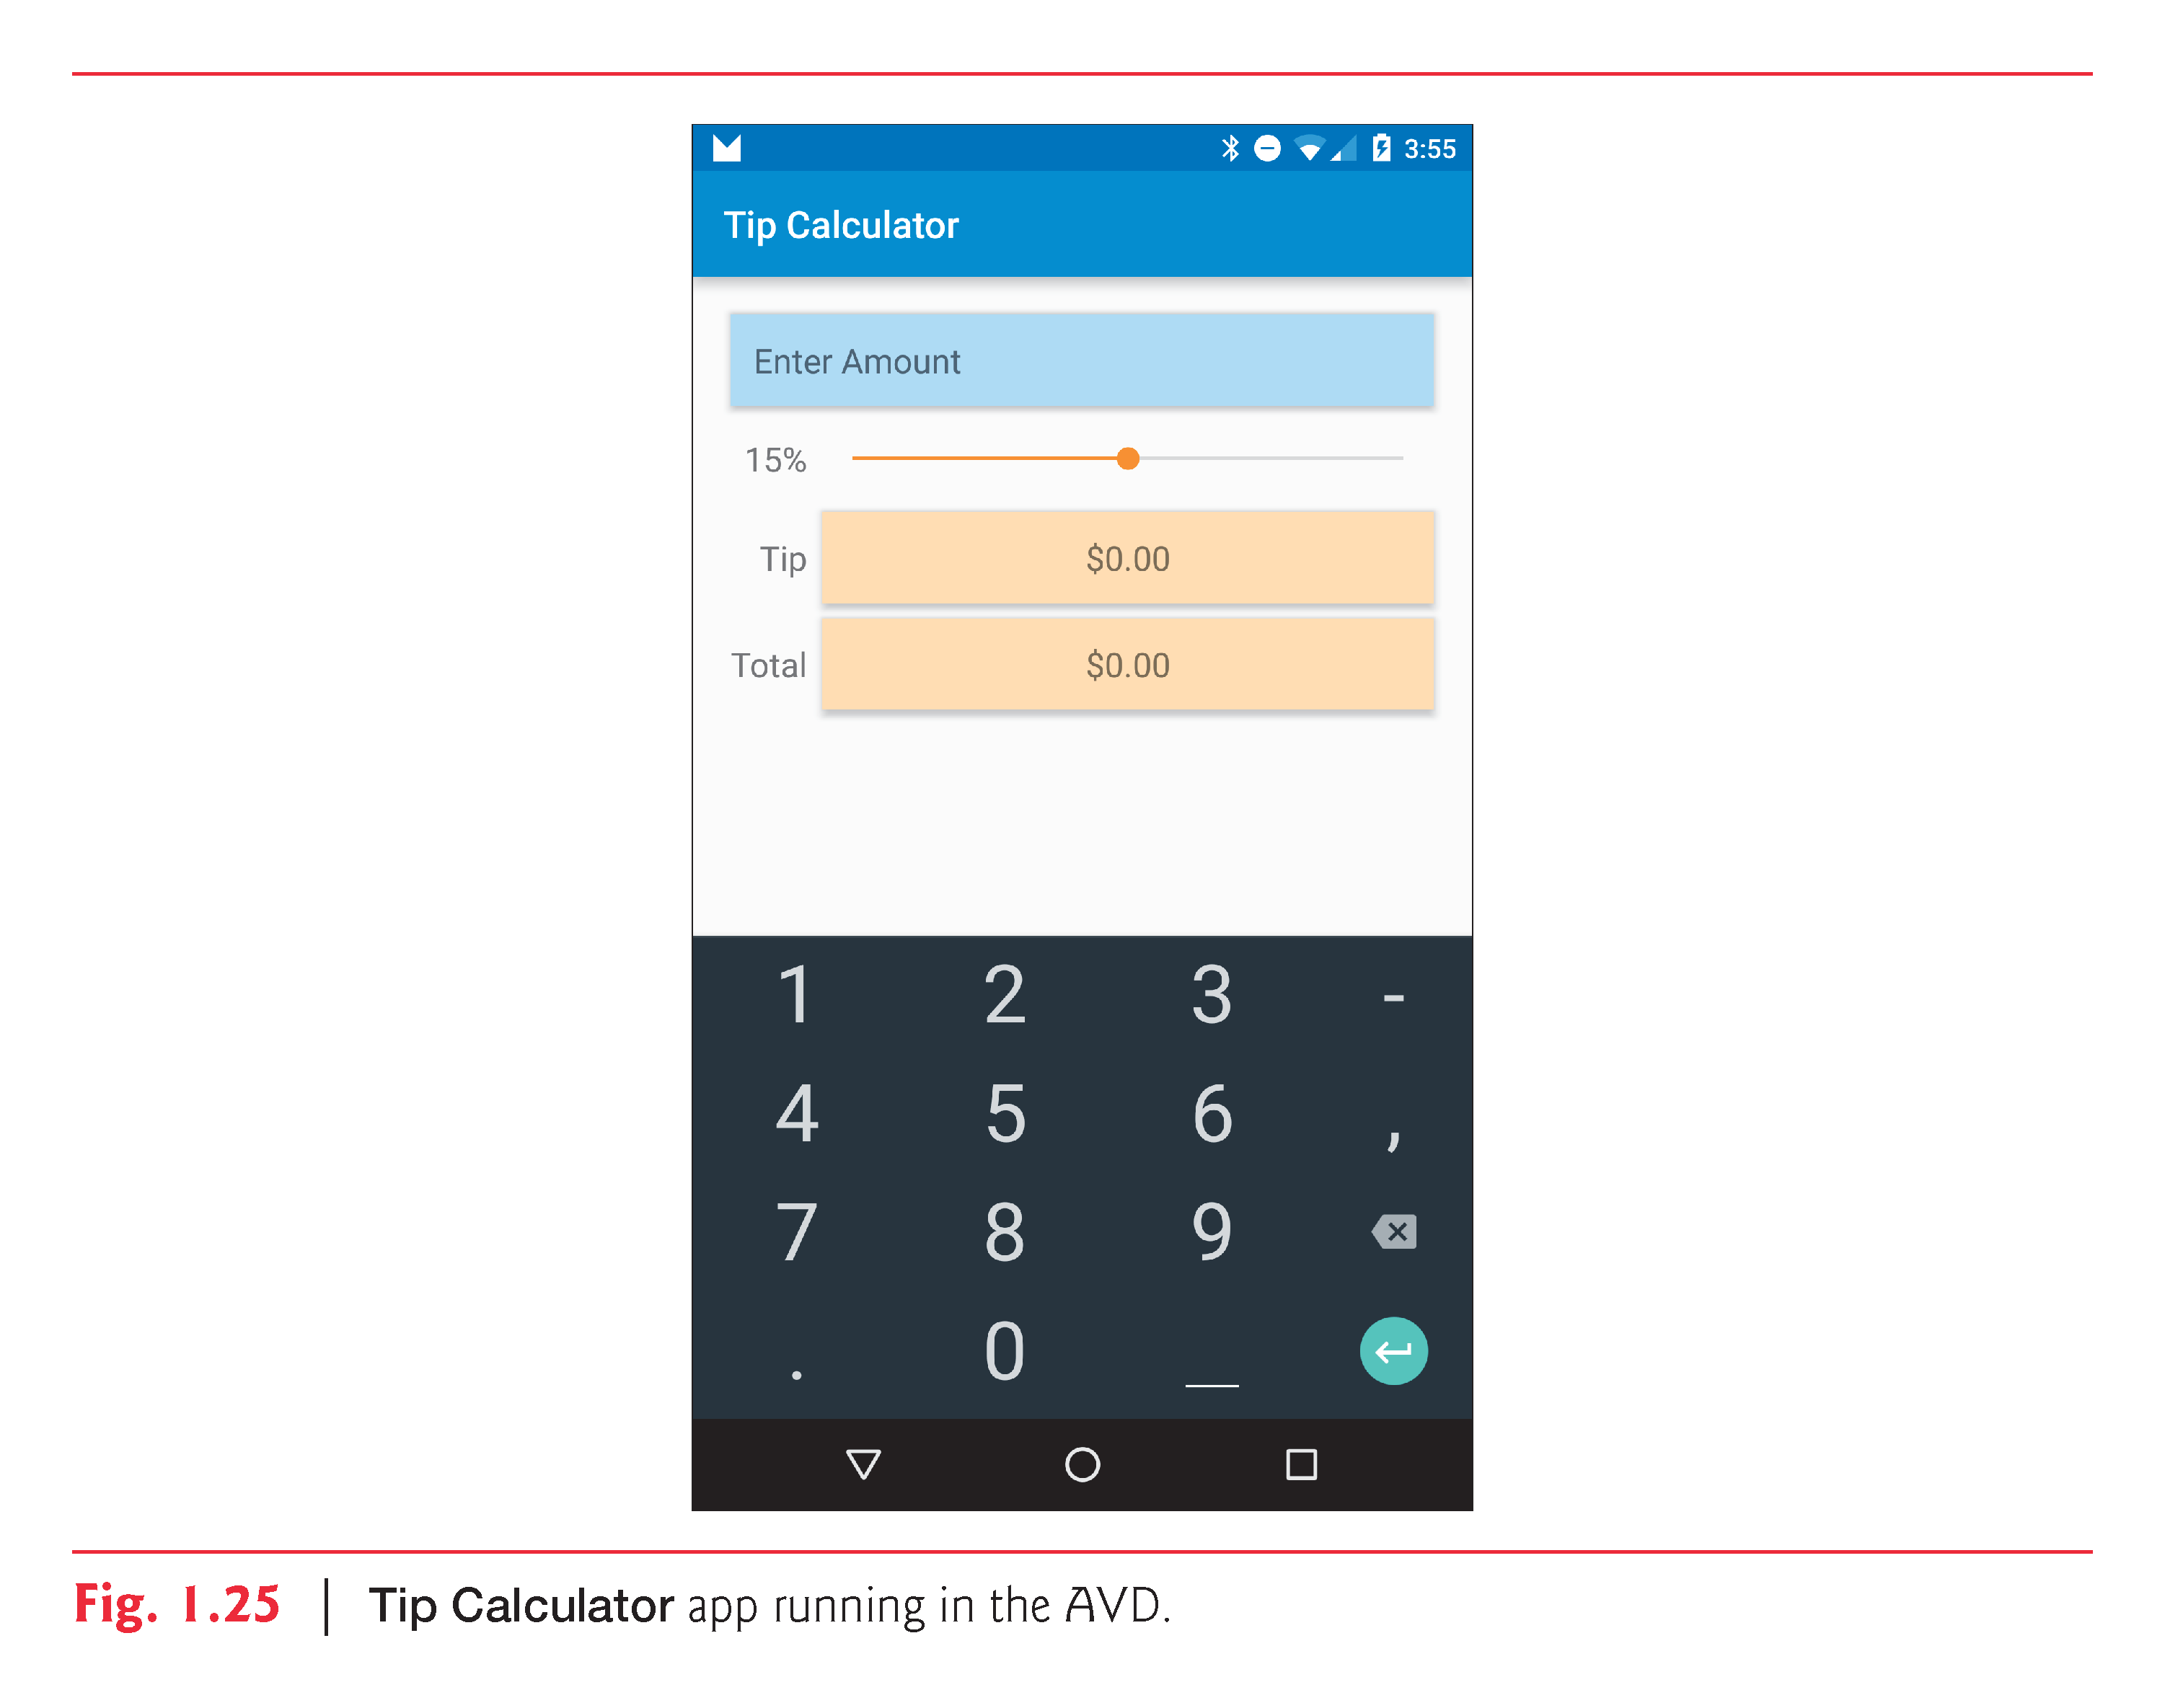 3:55
Tip Calculator
Enter Amount
15%
Tip $0.00
Total $0.00
1 2 3 -
4 5 6 ,
7 8 9
. 0 _
Fig. 1.25 | Tip Calculator app running in the AVD.